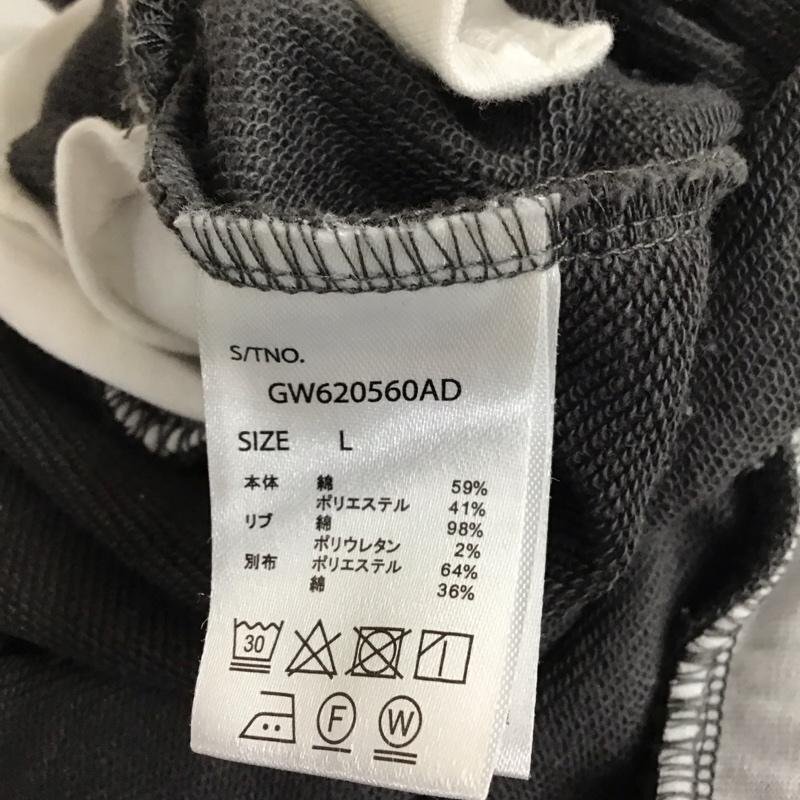 S/TNO.
GW620560AD
SIZE L
本体 綿 59%
ポリエステル 41%
リブ 綿 98%
ポリウレタン 2%
別布 ポリエステル 64%
綿 36%
30
F W